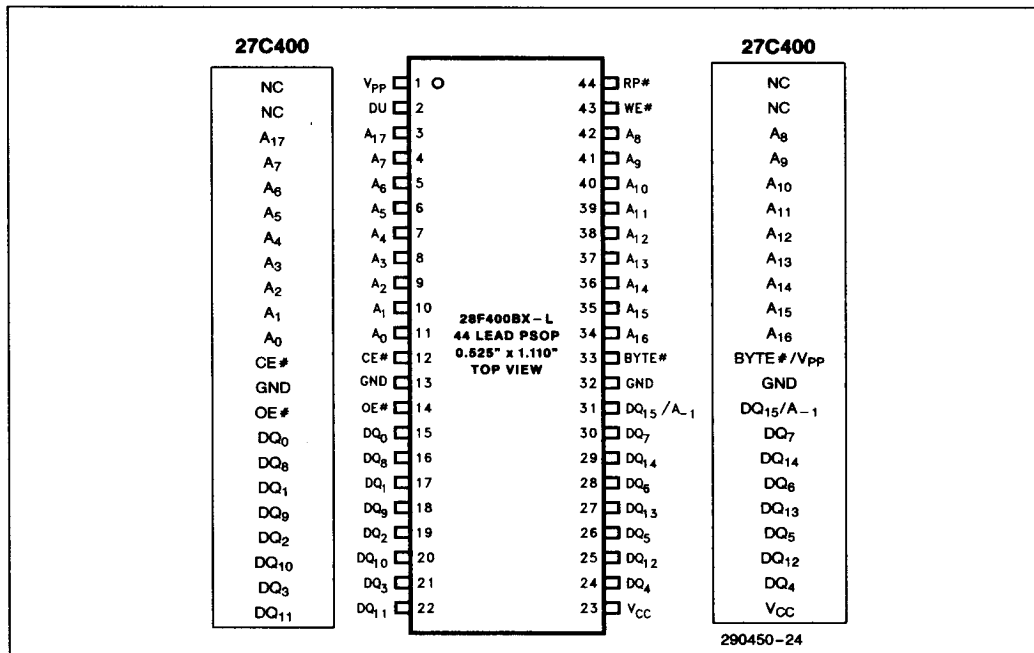 27C400 27C400
NC VPP 1 44 RP# NC
NC DU 2 43 WE# NC
A17 A17 3 42 A8 A8
A7 A7 4 41 A9 A9
A6 A6 5 40 A10 A10
A5 A5 6 39 A11 A11
A4 A4 7 38 A12 A12
A3 A3 8 37 A13 A13
A2 A2 9 36 A14 A14
A1 A1 10 35 A15 A15
A0 A0 11 34 A16 A16
CE# CE# 12 33 BYTE# BYTE#/VPP
GND GND 13 32 GND GND
OE# OE# 14 31 DQ15/A-1 DQ15/A-1
DQ0 DQ0 15 30 DQ7 DQ7
DQ8 DQ8 16 29 DQ14 DQ14
DQ1 DQ1 17 28 DQ6 DQ6
DQ9 DQ9 18 27 DQ13 DQ13
DQ2 DQ2 19 26 DQ5 DQ5
DQ10 DQ10 20 25 DQ12 DQ12
DQ3 DQ3 21 24 DQ4 DQ4
DQ11 DQ11 22 23 VCC VCC
28F400BX-L
44 LEAD PSOP
0.525" x 1.110"
TOP VIEW
290450-24